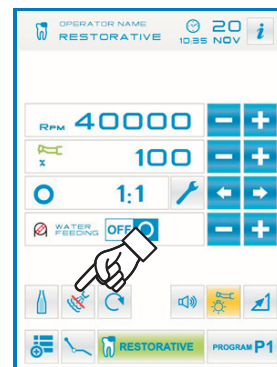 OPERATOR NAME
RESTORATIVE
10:35
20
NOV
i
RPM 40000 - +
x 100 - +
1:1
WATER
FEEDING OFF - +
RESTORATIVE
PROGRAM P1